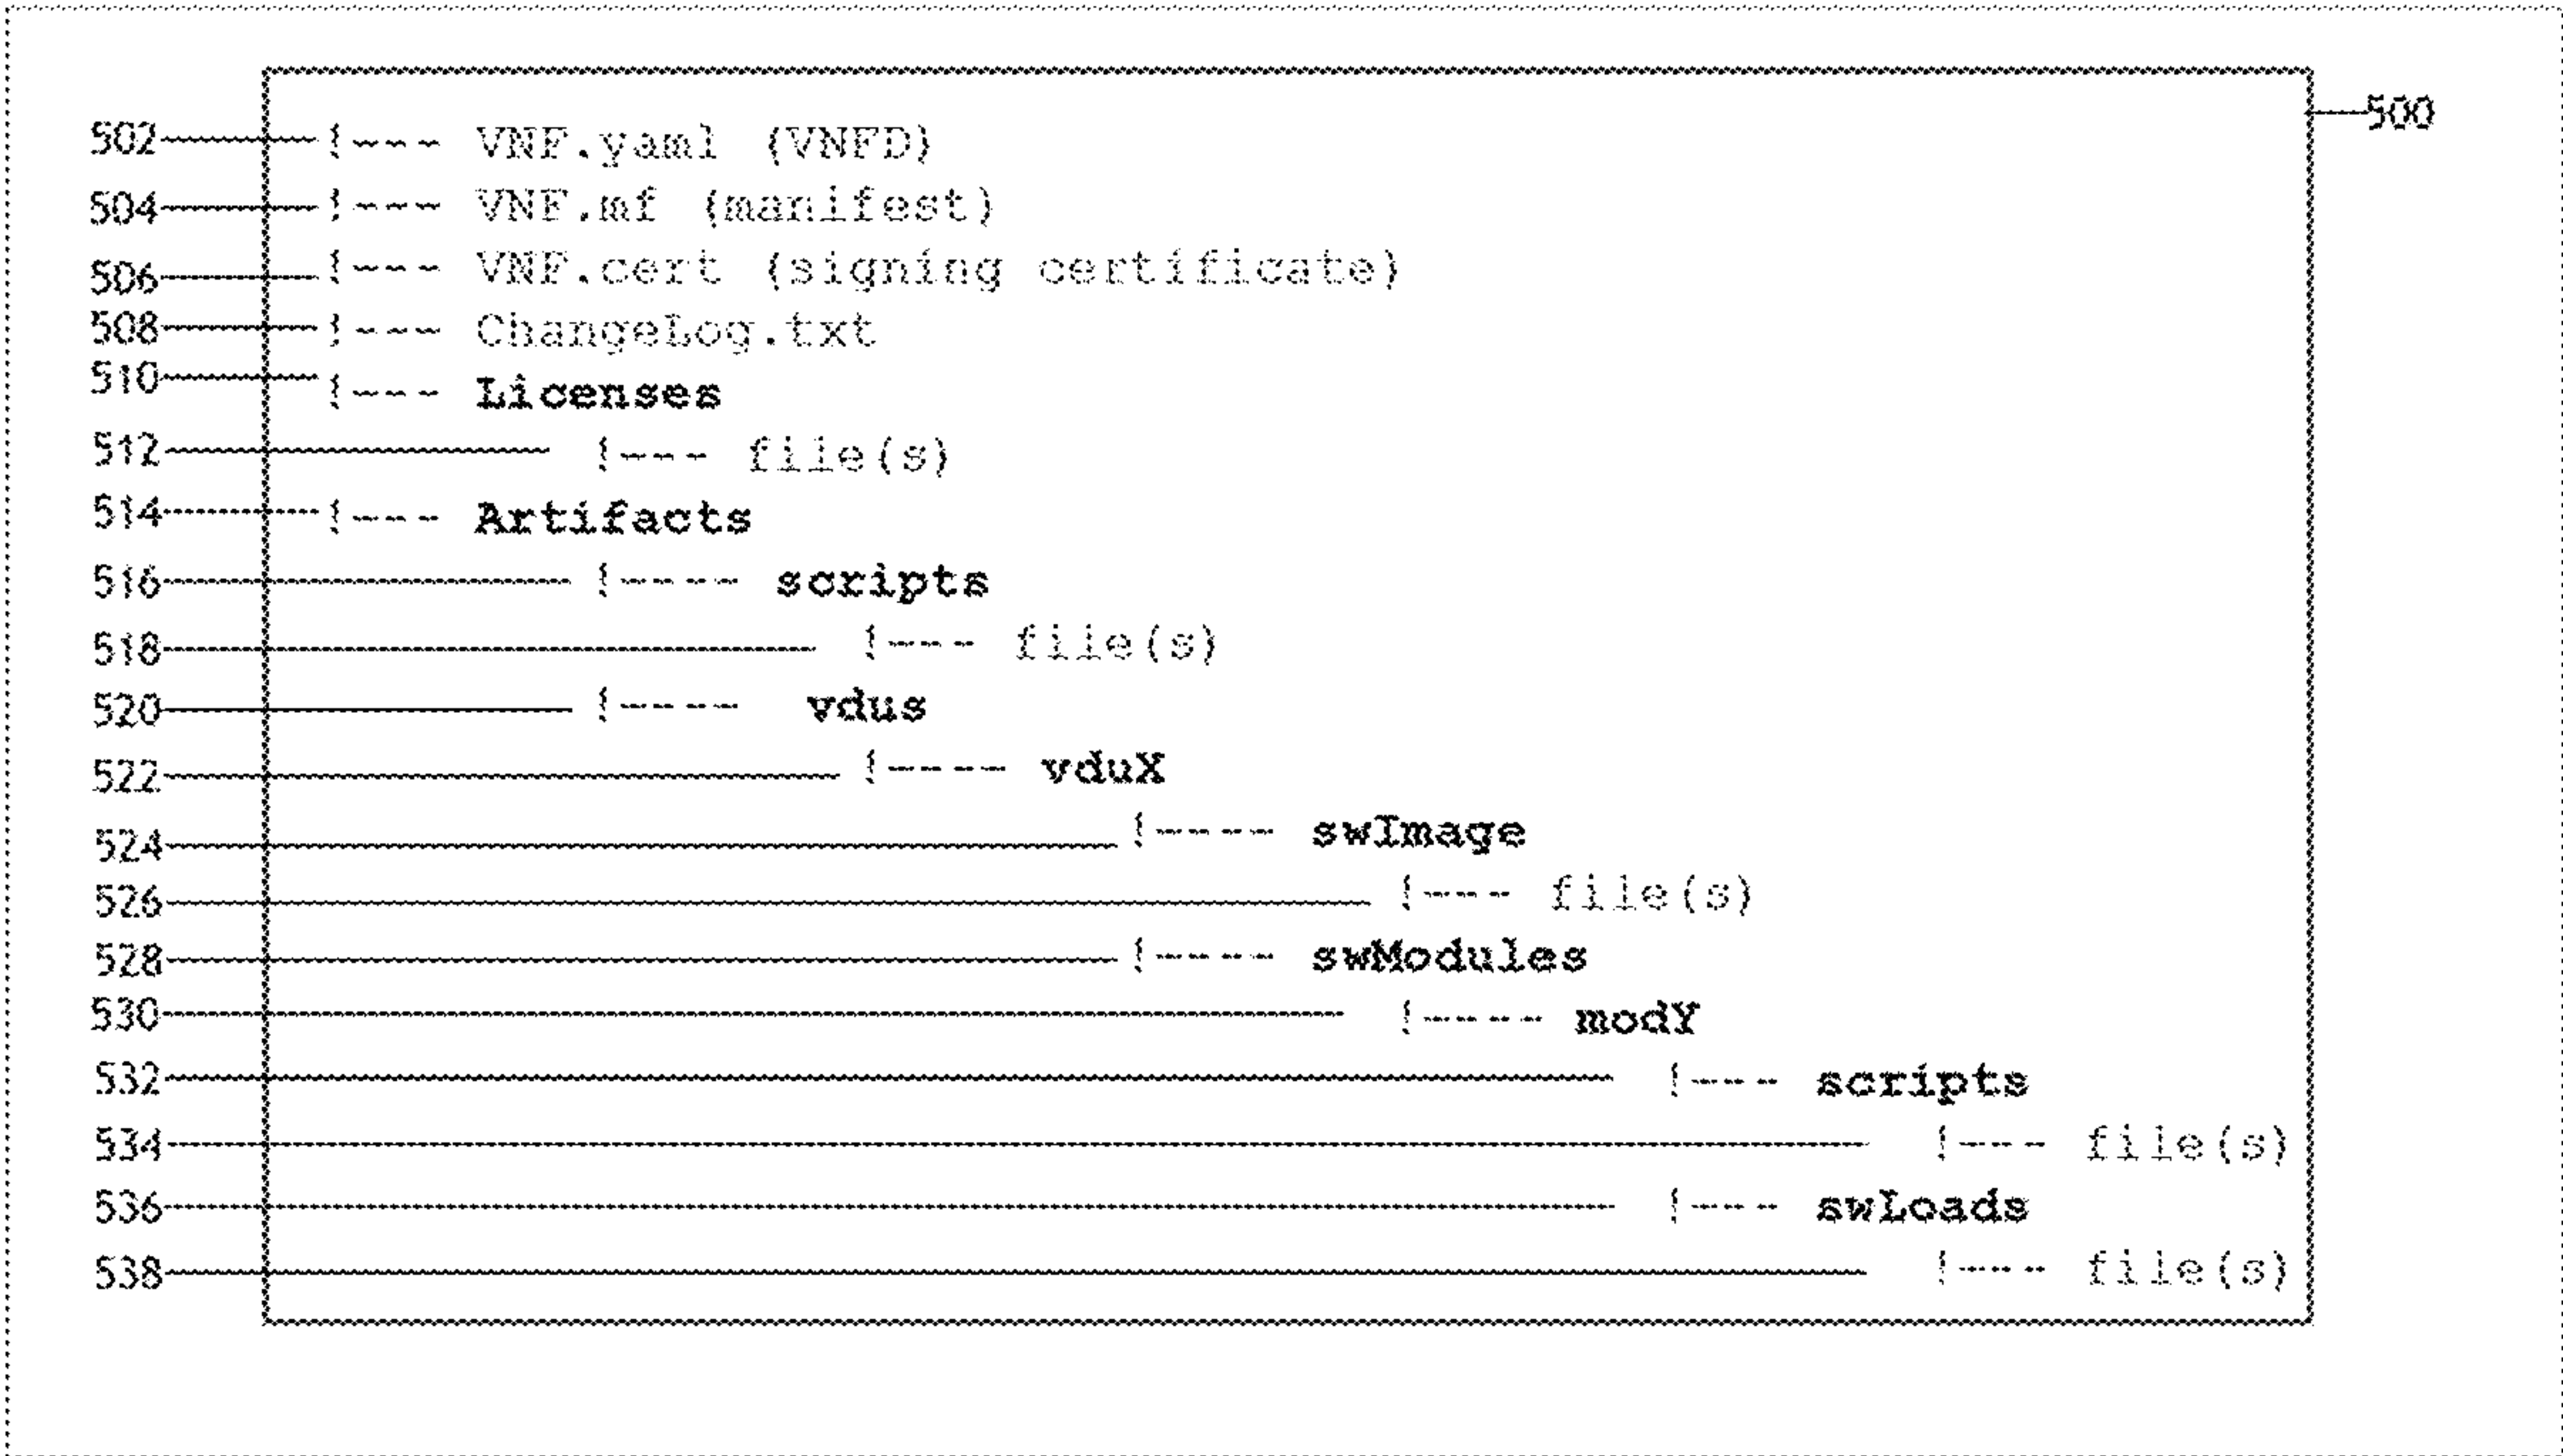 500
502 |--- VNF.yaml (VNFD)
504 |--- VNF.mf (manifest)
506 |--- VNF.cert (signing certificate)
508 |--- ChangeLog.txt
510 |--- Licenses
512 |--- file(s)
514 |--- Artifacts
516 |---- scripts
518 |--- file(s)
520 |---- vdus
522 |---- vduX
524 |---- swImage
526 |--- file(s)
528 |---- swModules
530 |---- modY
532 |--- scripts
534 |--- file(s)
536 |--- swLoads
538 |--- file(s)